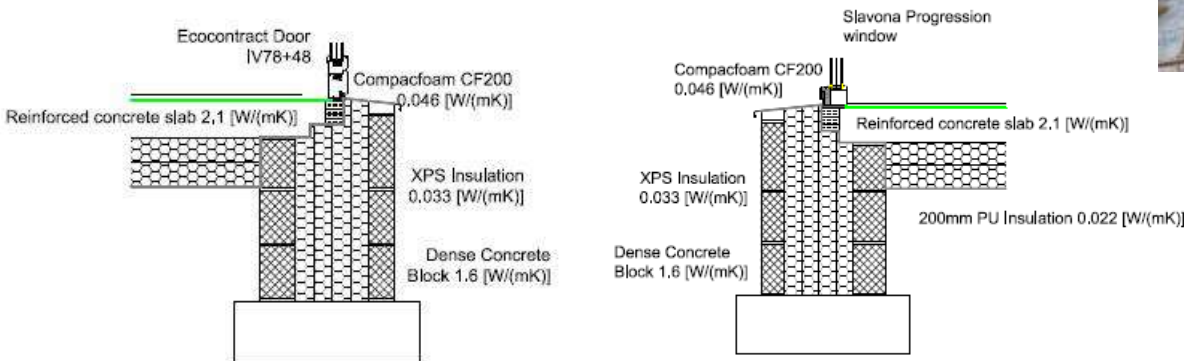 Ecocontract Door
IV78+48
Compacfoam CF200
0.046 [W/(mK)]
Reinforced concrete slab 2,1 [W/(mK)]
XPS Insulation
0.033 [W/(mK)]
Dense Concrete
Block 1.6 [W/(mK)]
Slavona Progression
window
Compacfoam CF200
0.046 [W/(mK)]
Reinforced concrete slab 2,1 [W/(mK)]
XPS Insulation
0.033 [W/(mK)]
200mm PU Insulation 0.022 [W/(mK)]
Dense Concrete
Block 1.6 [W/(mK)]